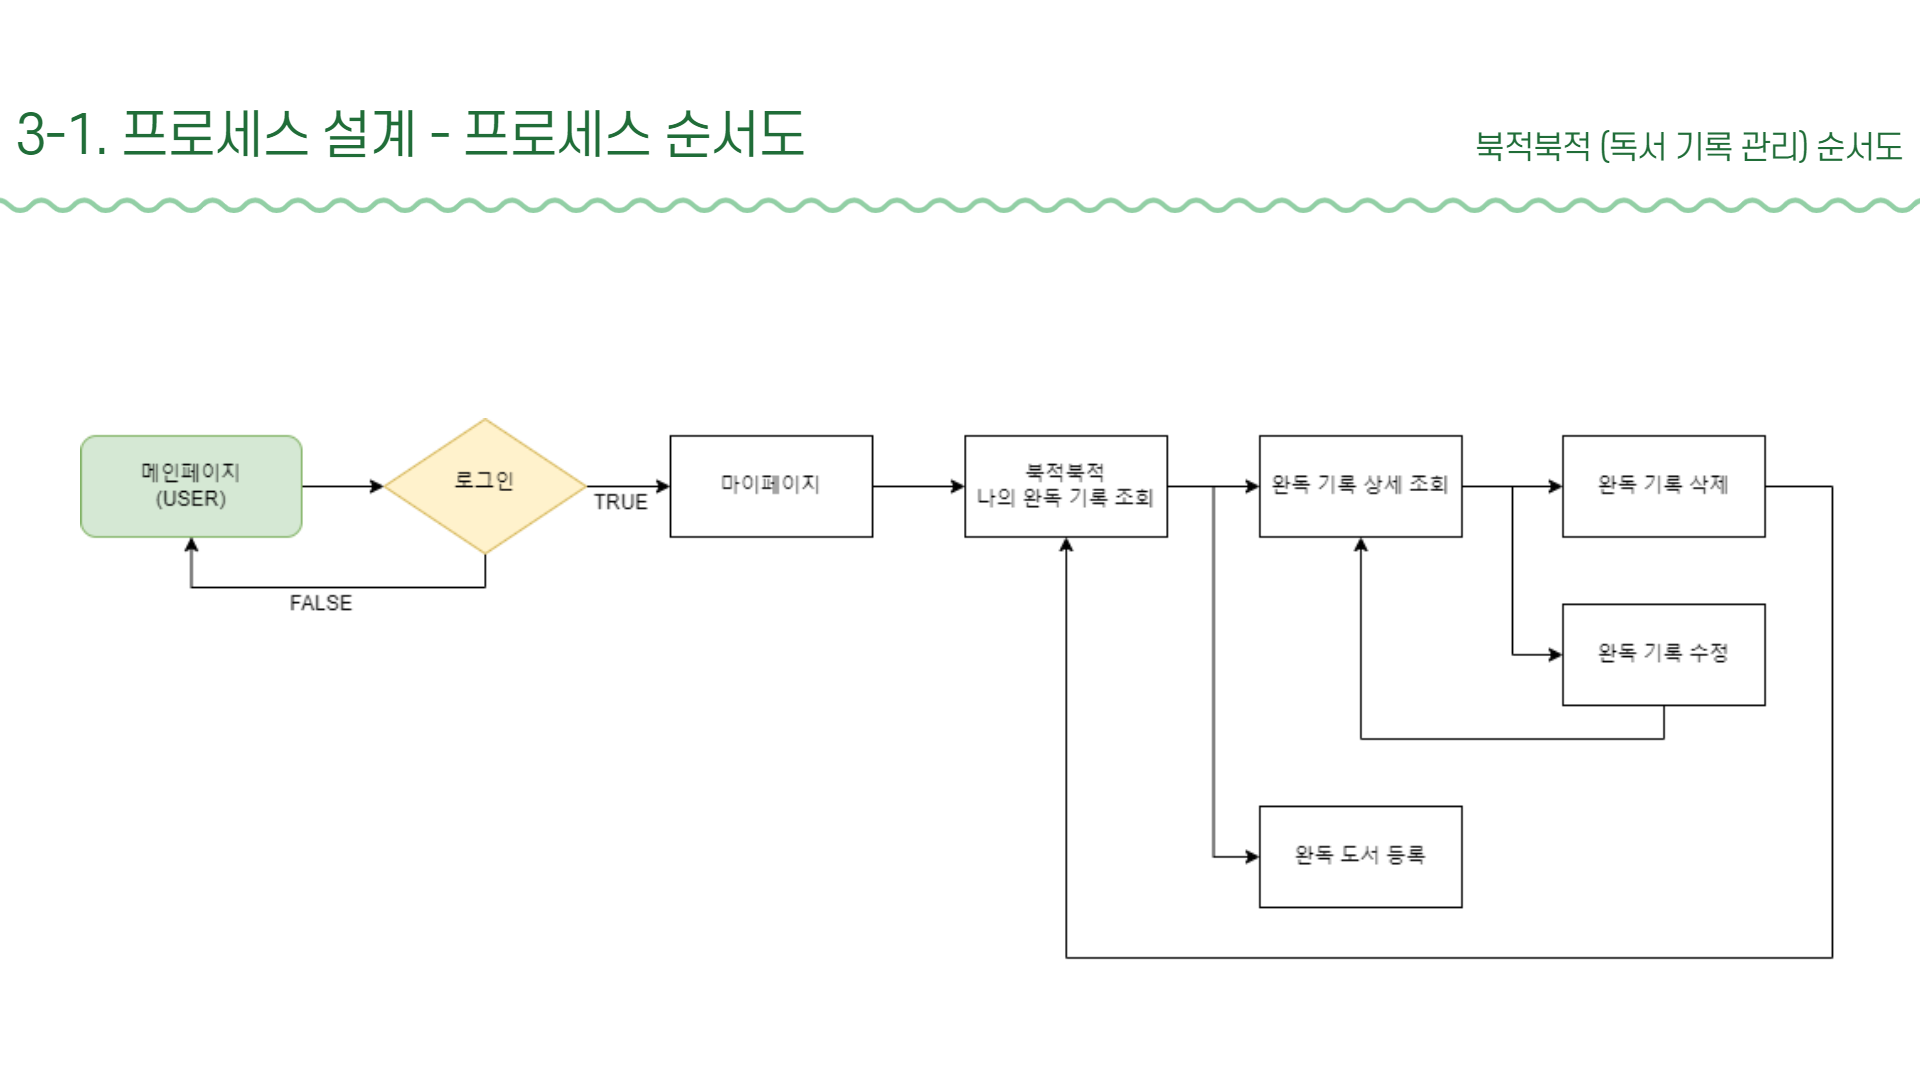 3-1. 프로세스 설계 - 프로세스 순서도
북적북적 (독서 기록 관리) 순서도
메인페이지
(USER)
로그인
TRUE
FALSE
마이페이지
북적북적
나의 완독 기록 조회
완독 기록 상세 조회
완독 기록 삭제
완독 기록 수정
완독 도서 등록